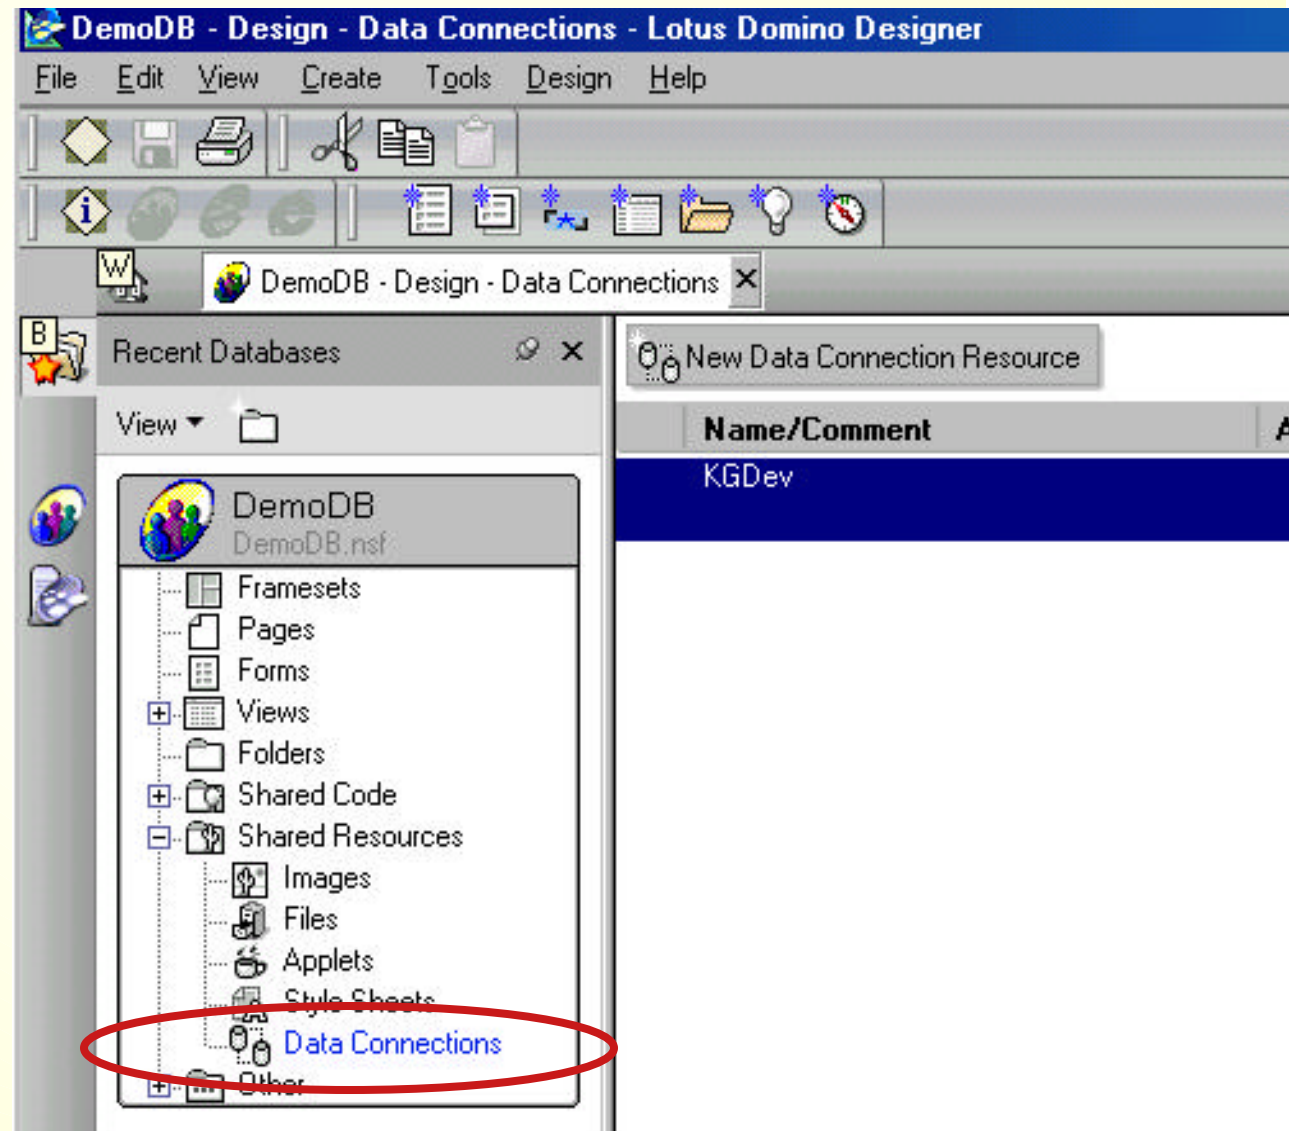 DemoDB - Design - Data Connections - Lotus Domino Designer
File Edit View Create Tools Design Help
W
DemoDB - Design - Data Connections
B
Recent Databases
New Data Connection Resource
View
Name/Comment
KGDev
DemoDB
DemoDB.nsf
Framesets
Pages
Forms
Views
Folders
Shared Code
Shared Resources
Images
Files
Applets
Style Sheets
Data Connections
Other